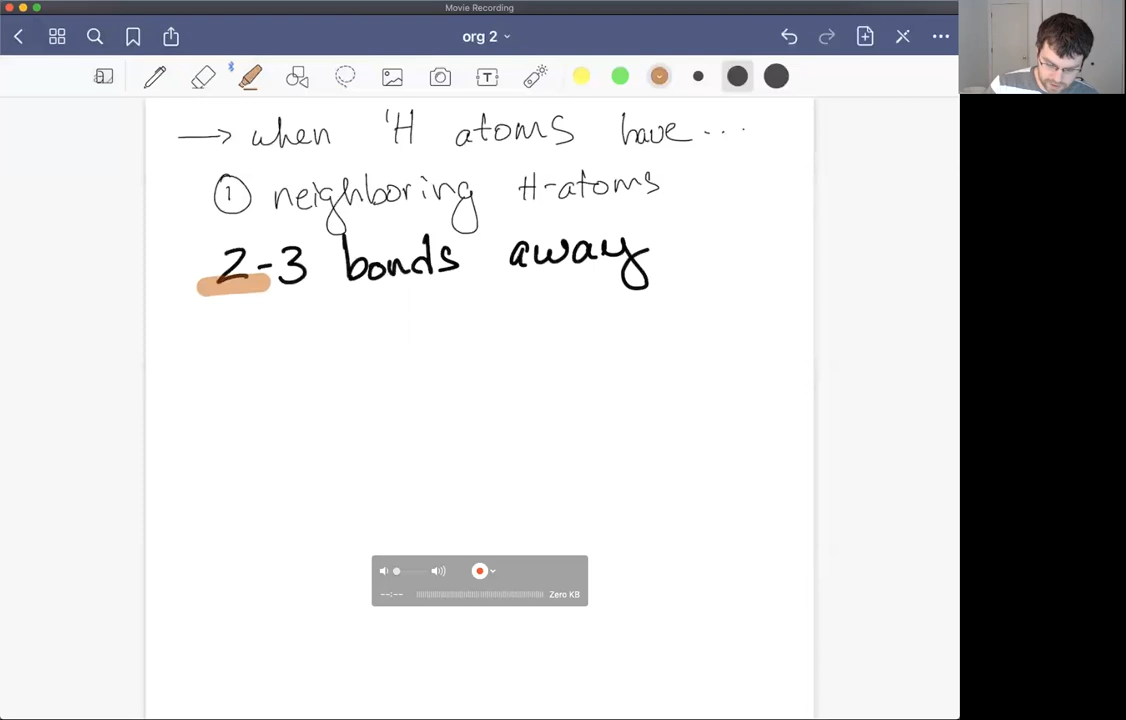 Movie Recording
org 2
→ when ¹H atoms have...
① neighboring H-atoms
2-3 bonds away
--:--
Zero KB